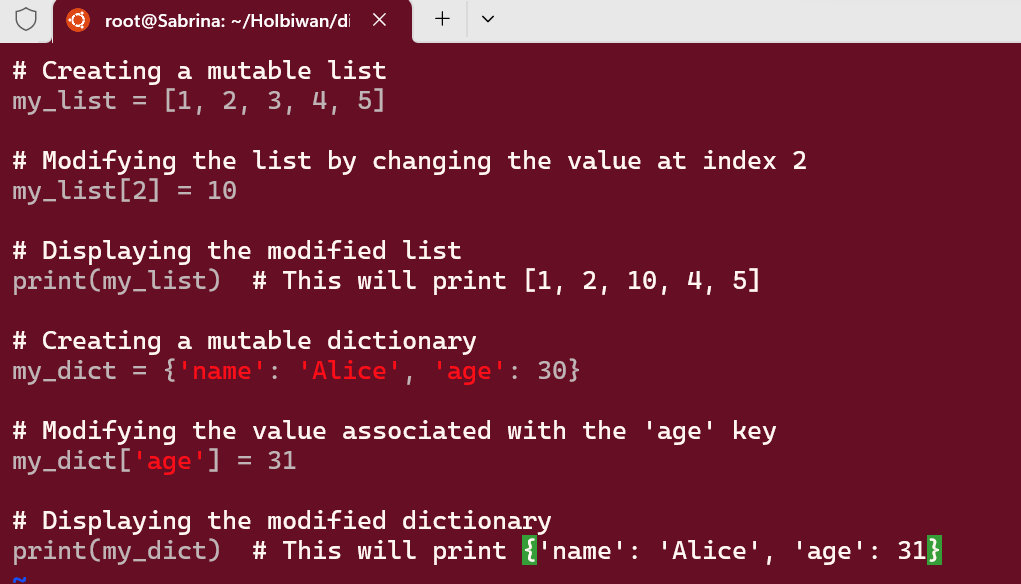 root@Sabrina: ~/Holbiwan/di
# Creating a mutable list
my_list = [1, 2, 3, 4, 5]
# Modifying the list by changing the value at index 2
my_list[2] = 10
# Displaying the modified list
print(my_list)  # This will print [1, 2, 10, 4, 5]
# Creating a mutable dictionary
my_dict = {'name': 'Alice', 'age': 30}
# Modifying the value associated with the 'age' key
my_dict['age'] = 31
# Displaying the modified dictionary
print(my_dict)  # This will print {'name': 'Alice', 'age': 31}
~